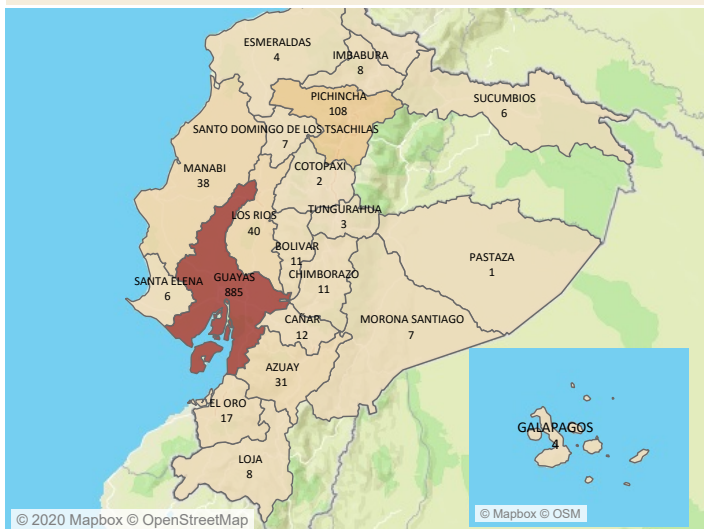 ESMERALDAS
4
IMBABURA
8
PICHINCHA
108
SUCUMBIOS
6
SANTO DOMINGO DE LOS TSACHILAS
7
COTOPAXI
2
MANABI
38
TUNGURAHUA
3
LOS RIOS
40
BOLIVAR
11
PASTAZA
1
CHIMBORAZO
11
SANTA ELENA
6
GUAYAS
885
CAÑAR
12
MORONA SANTIAGO
7
AZUAY
31
EL ORO
17
GALAPAGOS
4
LOJA
8
© 2020 Mapbox © OpenStreetMap
© Mapbox © OSM